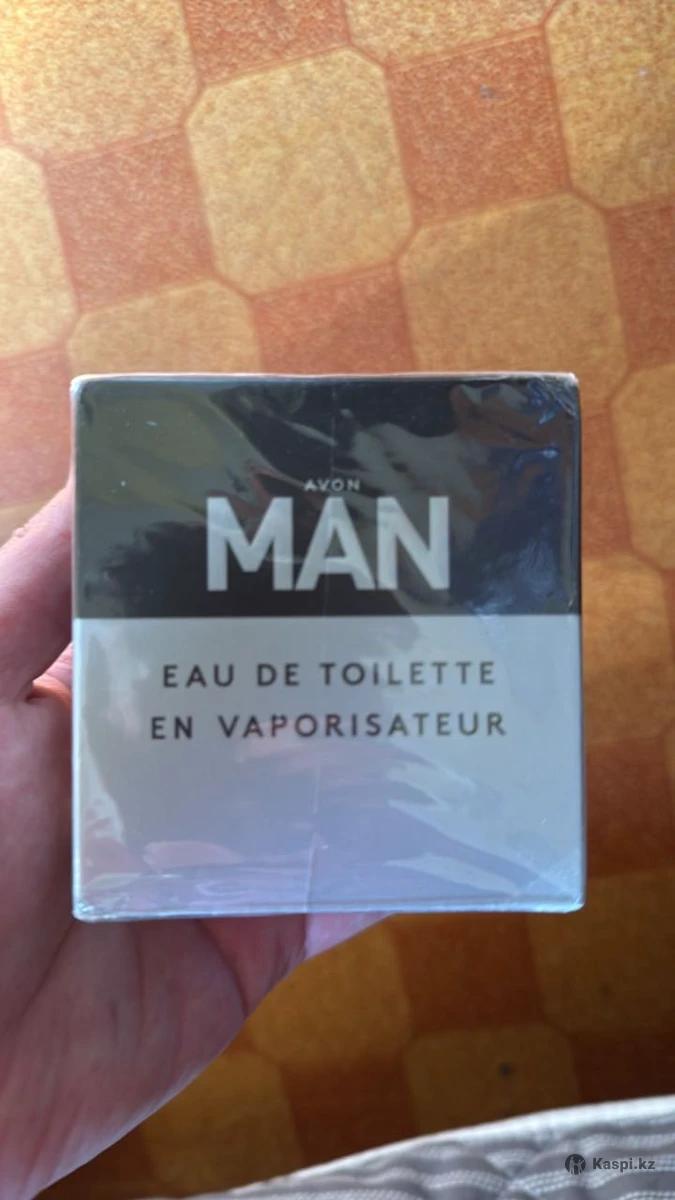 AVON
MAN
EAU DE TOILETTE
EN VAPORISATEUR
Kaspi.kz